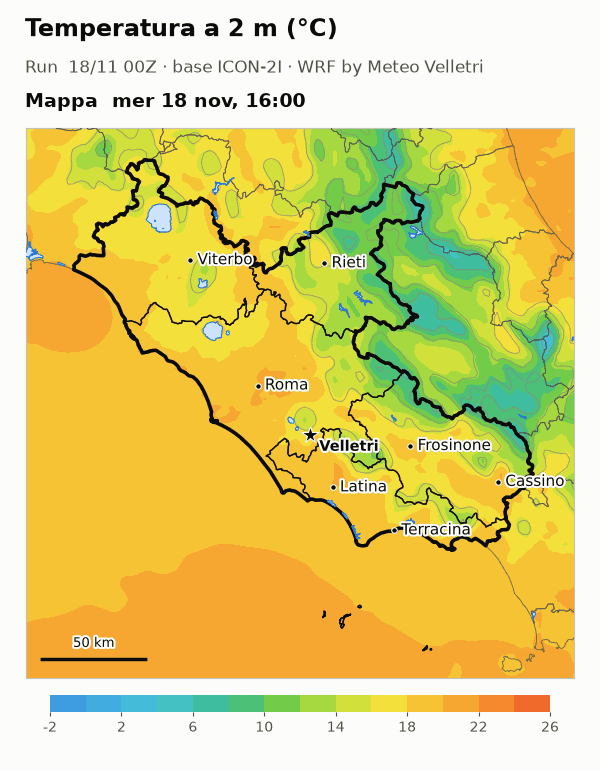 Temperatura a 2 m (°C)
Run  18/11 00Z · base ICON-2I · WRF by Meteo Velletri
Mappa  mer 18 nov, 16:00
Viterbo
Rieti
Roma
Velletri
Frosinone
Cassino
Latina
Terracina
50 km
-2 2 6 10 14 18 22 26